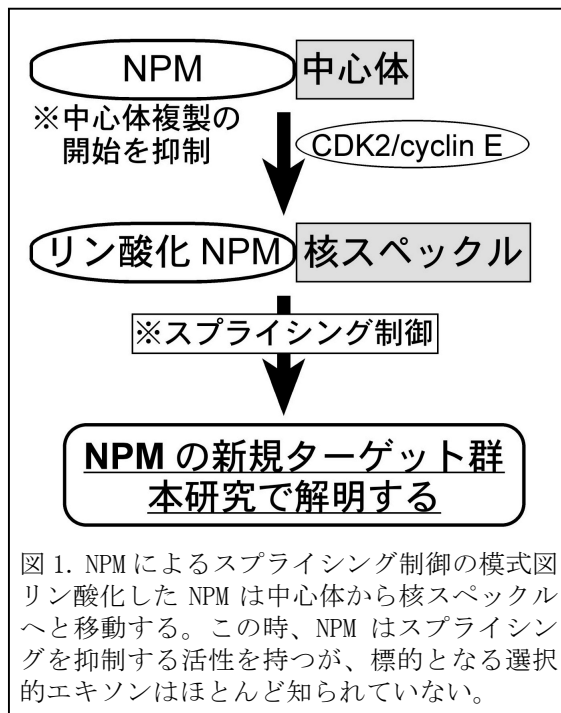 NPM 中心体
※中心体複製の
開始を抑制
CDK2/cyclin E
リン酸化 NPM 核スペックル
※スプライシング制御
NPM の新規ターゲット群
本研究で解明する
図 1. NPM によるスプライシング制御の模式図
リン酸化した NPM は中心体から核スペックル
へと移動する。この時、NPM はスプライシン
グを抑制する活性を持つが、標的となる選択
的エキソンはほとんど知られていない。